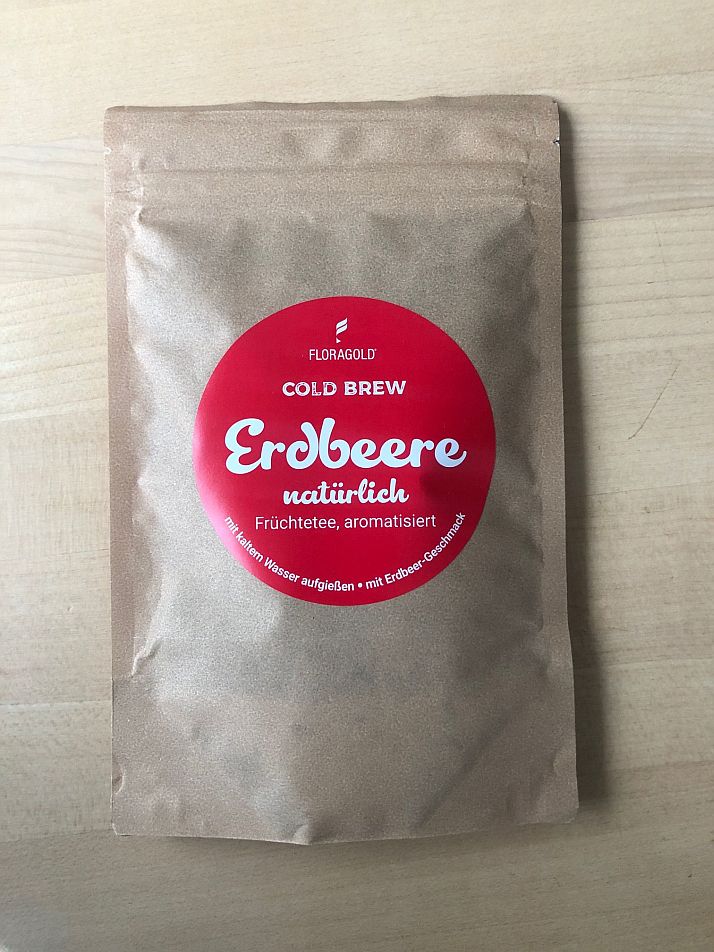 FLORAGOLD
COLD BREW
Erdbeere
natürlich
Früchtetee, aromatisiert
mit kaltem Wasser aufgießen • mit Erdbeer-Geschmack